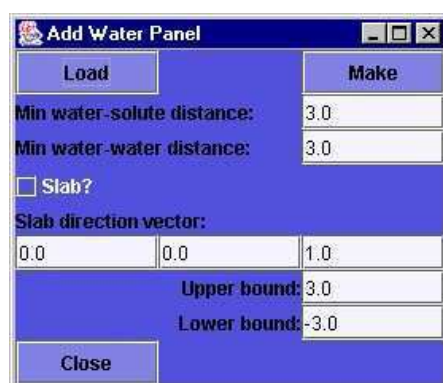 Add Water Panel
Load Make
Min water-solute distance: 3.0
Min water-water distance: 3.0
Slab?
Slab direction vector:
0.0 0.0 1.0
Upper bound: 3.0
Lower bound: -3.0
Close